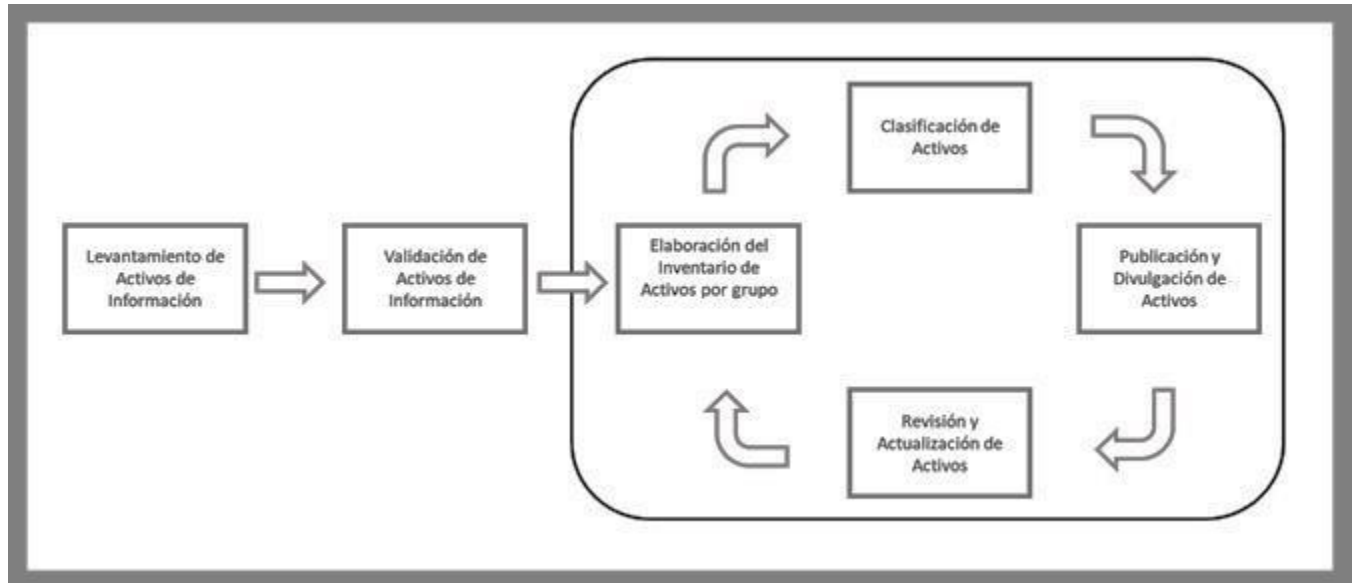 Levantamiento de
Activos de
Información
Validación de
Activos de
Información
Elaboración del
Inventario de
Activos por grupo
Clasificación de
Activos
Publicación y
Divulgación de
Activos
Revisión y
Actualización de
Activos